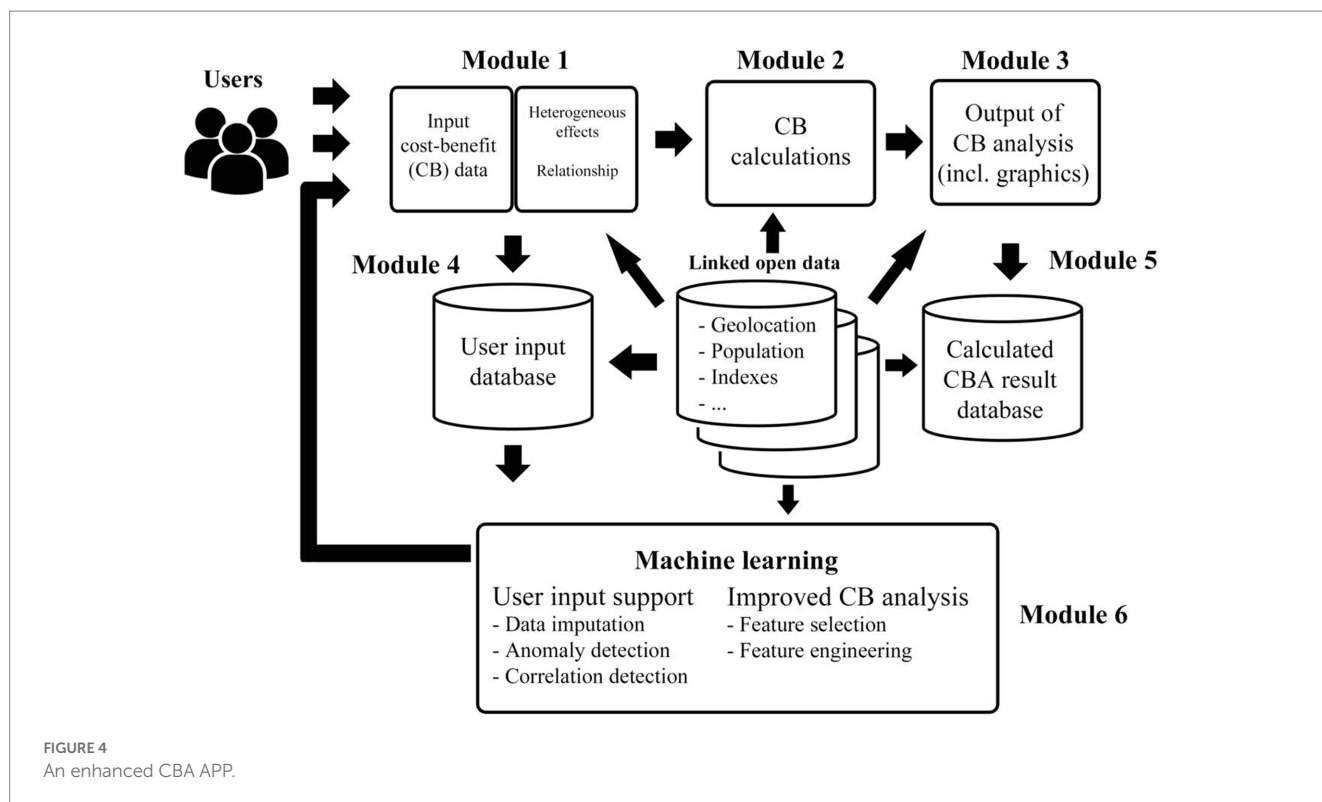 Users
Module 1
Module 2
Module 3
Input
cost-benefit
(CB) data
Heterogeneous
effects
Relationship
CB
calculations
Output of
CB analysis
(incl. graphics)
Module 4
Linked open data
Module 5
User input
database
- Geolocation
- Population
- Indexes
- ...
Calculated
CBA result
database
Machine learning
User input support
- Data imputation
- Anomaly detection
- Correlation detection
Improved CB analysis
- Feature selection
- Feature engineering
Module 6
FIGURE 4
An enhanced CBA APP.